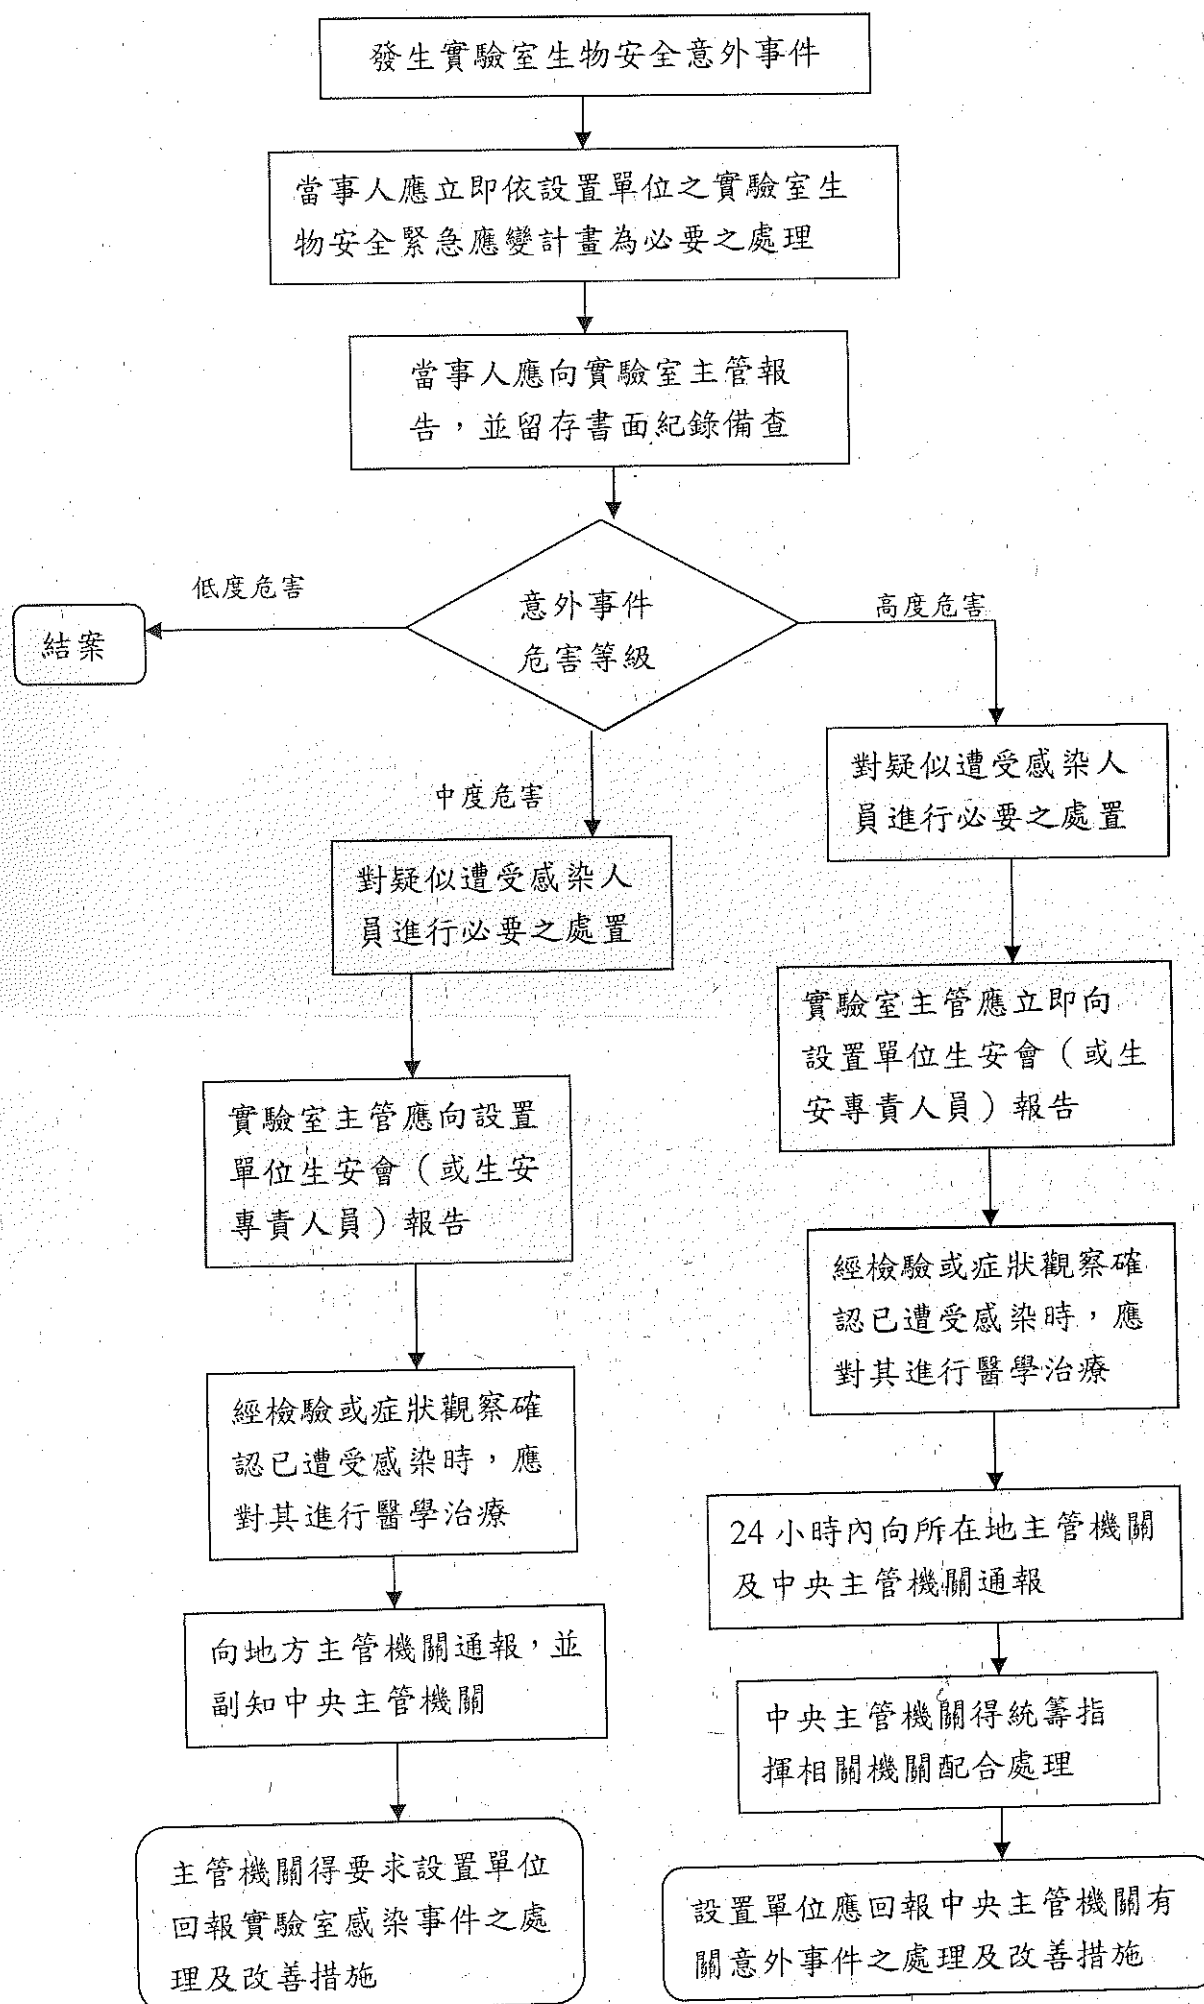 發生實驗室生物安全意外事件
當事人應立即依設置單位之實驗室生
物安全緊急應變計畫為必要之處理
當事人應向實驗室主管報
告，並留存書面紀錄備查
意外事件
危害等級
低度危害
結案
中度危害
對疑似遭受感染人
員進行必要之處置
實驗室主管應向設置
單位生安會（或生安
專責人員）報告
經檢驗或症狀觀察確
認已遭受感染時，應
對其進行醫學治療
向地方主管機關通報，並
副知中央主管機關
主管機關得要求設置單位
回報實驗室感染事件之處
理及改善措施
高度危害
對疑似遭受感染人
員進行必要之處置
實驗室主管應立即向
設置單位生安會（或生
安專責人員）報告
經檢驗或症狀觀察確
認已遭受感染時，應
對其進行醫學治療
24 小時內向所在地主管機關
及中央主管機關通報
中央主管機關得統籌指
揮相關機關配合處理
設置單位應回報中央主管機關有
關意外事件之處理及改善措施